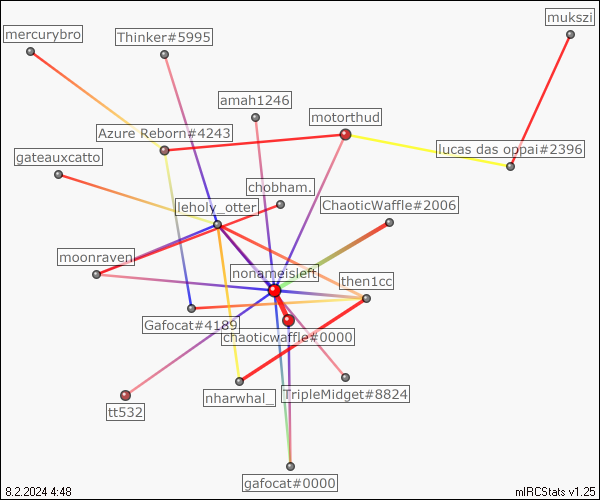 mukszi
mercurybro
Thinker#5995
amah1246
motorthud
Azure Reborn#4243
lucas das oppai#2396
gateauxcatto
chobham.
leholy_otter
ChaoticWaffle#2006
moonraven
nonameisleft
then1cc
Gafocat#4189
chaoticwaffle#0000
nharwhal_
TripleMidget#8824
tt532
gafocat#0000
8.2.2024 4:48
mIRCStats v1.25